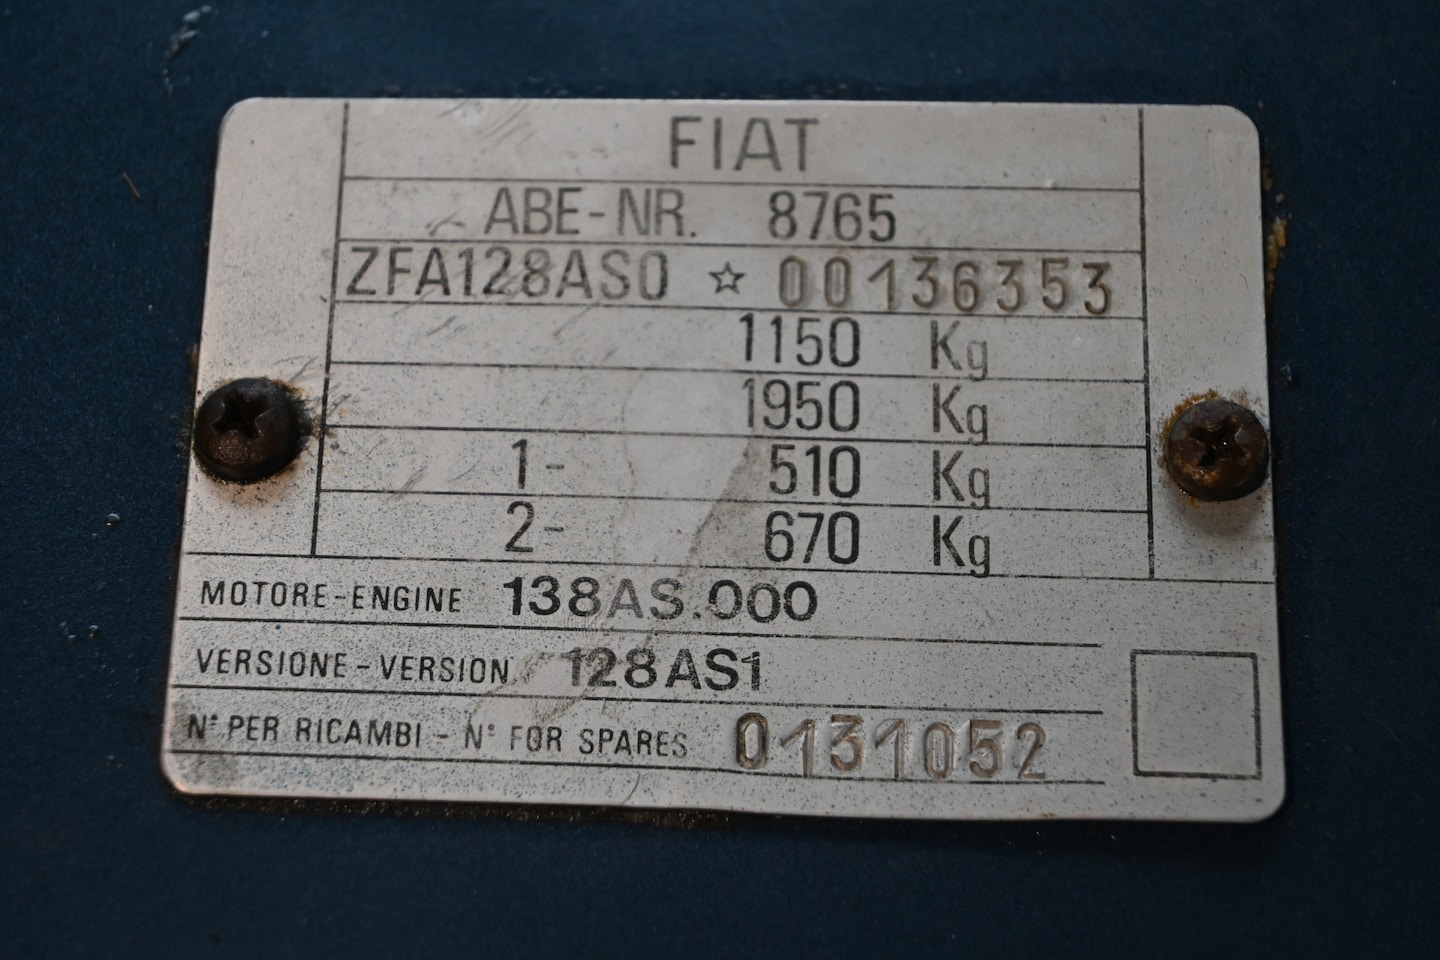 FIAT
ABE-NR. 8765
ZFA128AS0 ☆ 00136353
1150 Kg
1950 Kg
1- 510 Kg
2- 670 Kg
MOTORE-ENGINE 138AS.000
VERSIONE-VERSION 128AS1
N° PER RICAMBI - N° FOR SPARES 0131052